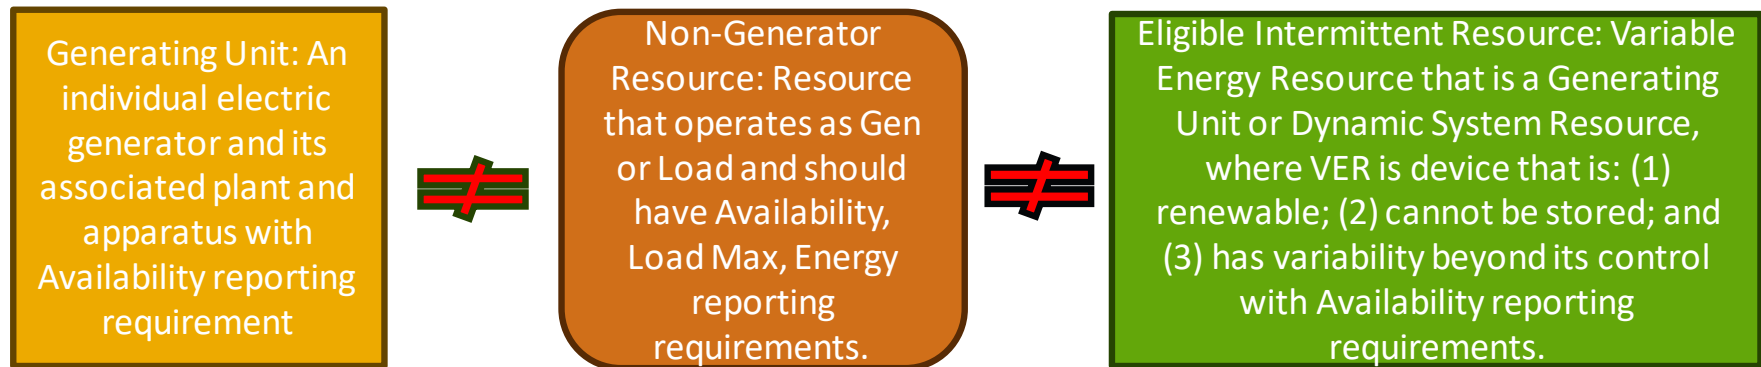 Generating Unit: An
individual electric
generator and its
associated plant and
apparatus with
Availability reporting
requirement
Non-Generator
Resource: Resource
that operates as Gen
or Load and should
have Availability,
Load Max, Energy
reporting
requirements.
Eligible Intermittent Resource: Variable
Energy Resource that is a Generating
Unit or Dynamic System Resource,
where VER is device that is: (1)
renewable; (2) cannot be stored; and
(3) has variability beyond its control
with Availability reporting
requirements.